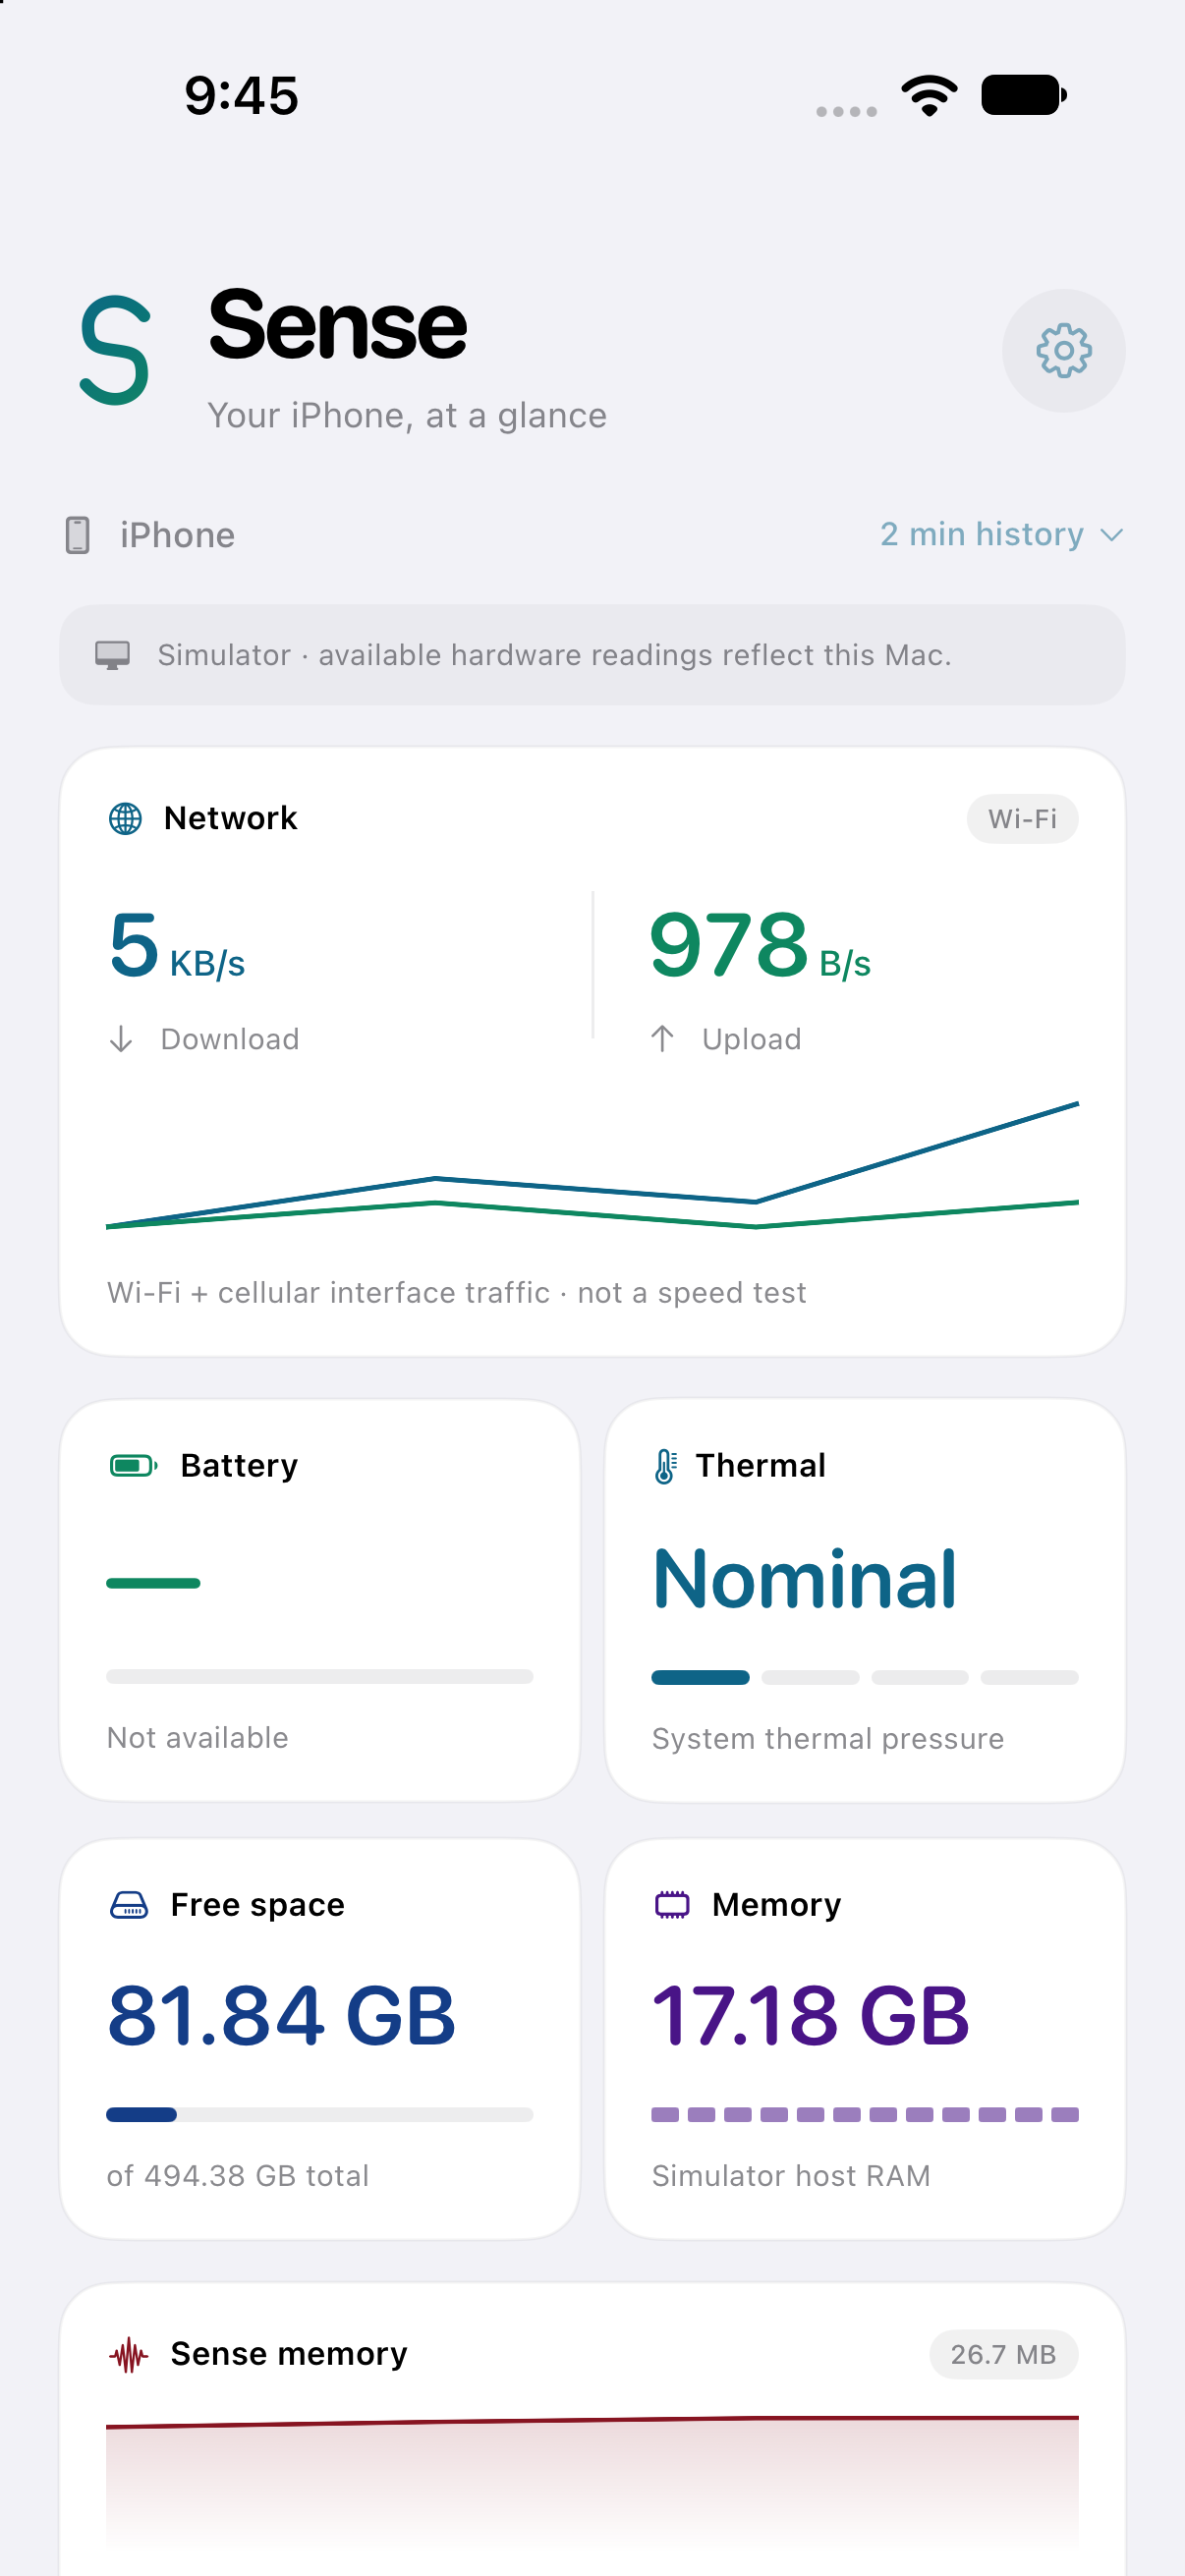 9:45
S
Sense
Your iPhone, at a glance
iPhone
2 min history
Simulator · available hardware readings reflect this Mac.
Network
Wi-Fi
5 KB/s
978 B/s
↓ Download
↑ Upload
Wi-Fi + cellular interface traffic · not a speed test
Battery
—
Not available
Thermal
Nominal
System thermal pressure
Free space
81.84 GB
of 494.38 GB total
Memory
17.18 GB
Simulator host RAM
Sense memory
26.7 MB